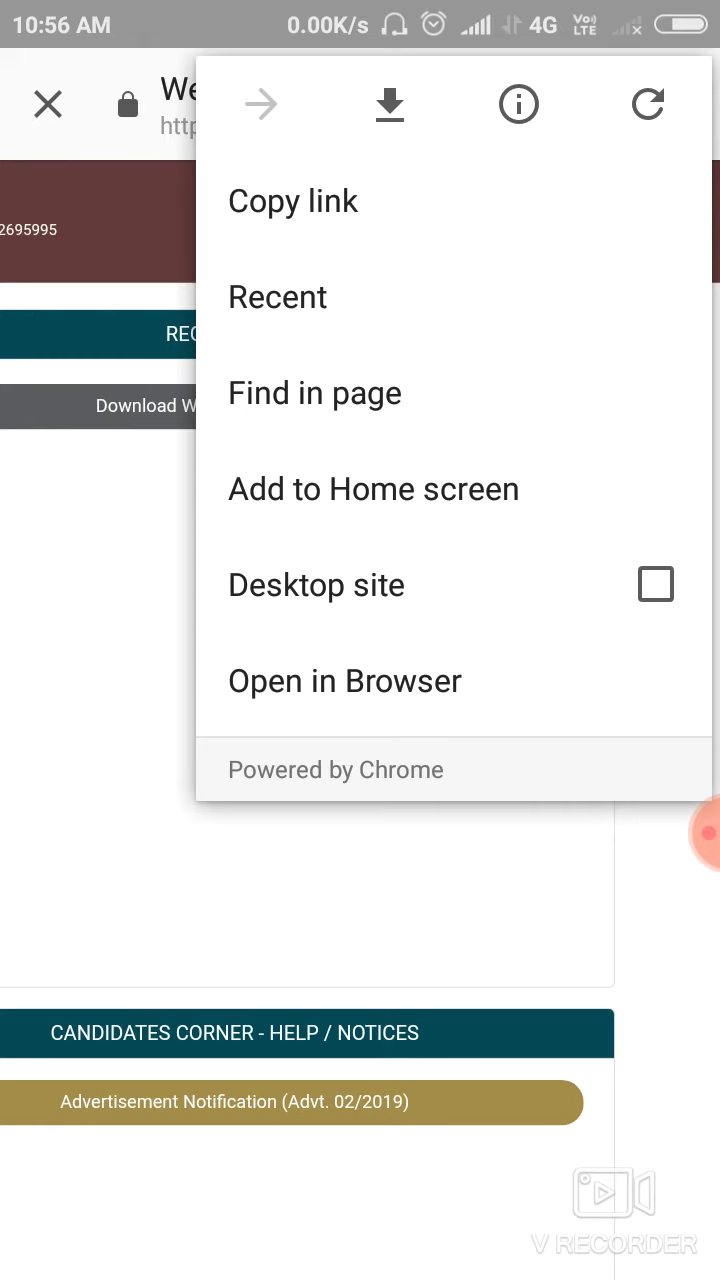 10:56 AM 0.00K/s 4G Vo)) LTE
We
http
2695995
REC
Download W
Copy link
Recent
Find in page
Add to Home screen
Desktop site
Open in Browser
Powered by Chrome
CANDIDATES CORNER - HELP / NOTICES
Advertisement Notification (Advt. 02/2019)
V RECORDER